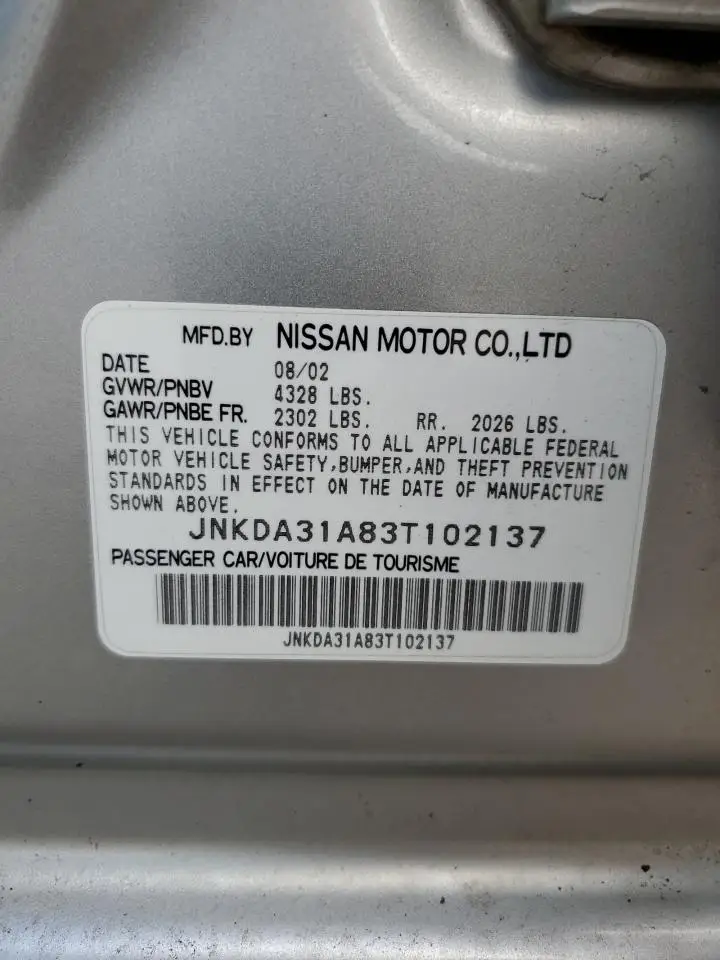 MFD.BY NISSAN MOTOR CO.,LTD
DATE 08/02
GVWR/PNBV 4328 LBS.
GAWR/PNBE FR. 2302 LBS. RR. 2026 LBS.
THIS VEHICLE CONFORMS TO ALL APPLICABLE FEDERAL
MOTOR VEHICLE SAFETY,BUMPER,AND THEFT PREVENTION
STANDARDS IN EFFECT ON THE DATE OF MANUFACTURE
SHOWN ABOVE.
JNKDA31A83T102137
PASSENGER CAR/VOITURE DE TOURISME
JNKDA31A83T102137